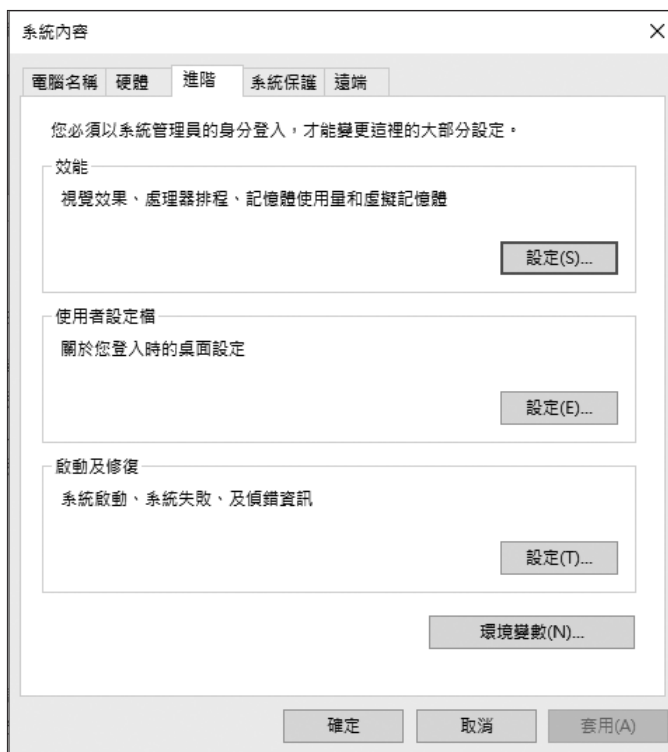 系統內容
電腦名稱 硬體 進階 系統保護 遠端
您必須以系統管理員的身分登入，才能變更這裡的大部分設定。
效能
視覺效果、處理器排程、記憶體使用量和虛擬記憶體
設定(S)...
使用者設定檔
關於您登入時的桌面設定
設定(E)...
啟動及修復
系統啟動、系統失敗、及偵錯資訊
設定(T)...
環境變數(N)...
確定 取消 套用(A)